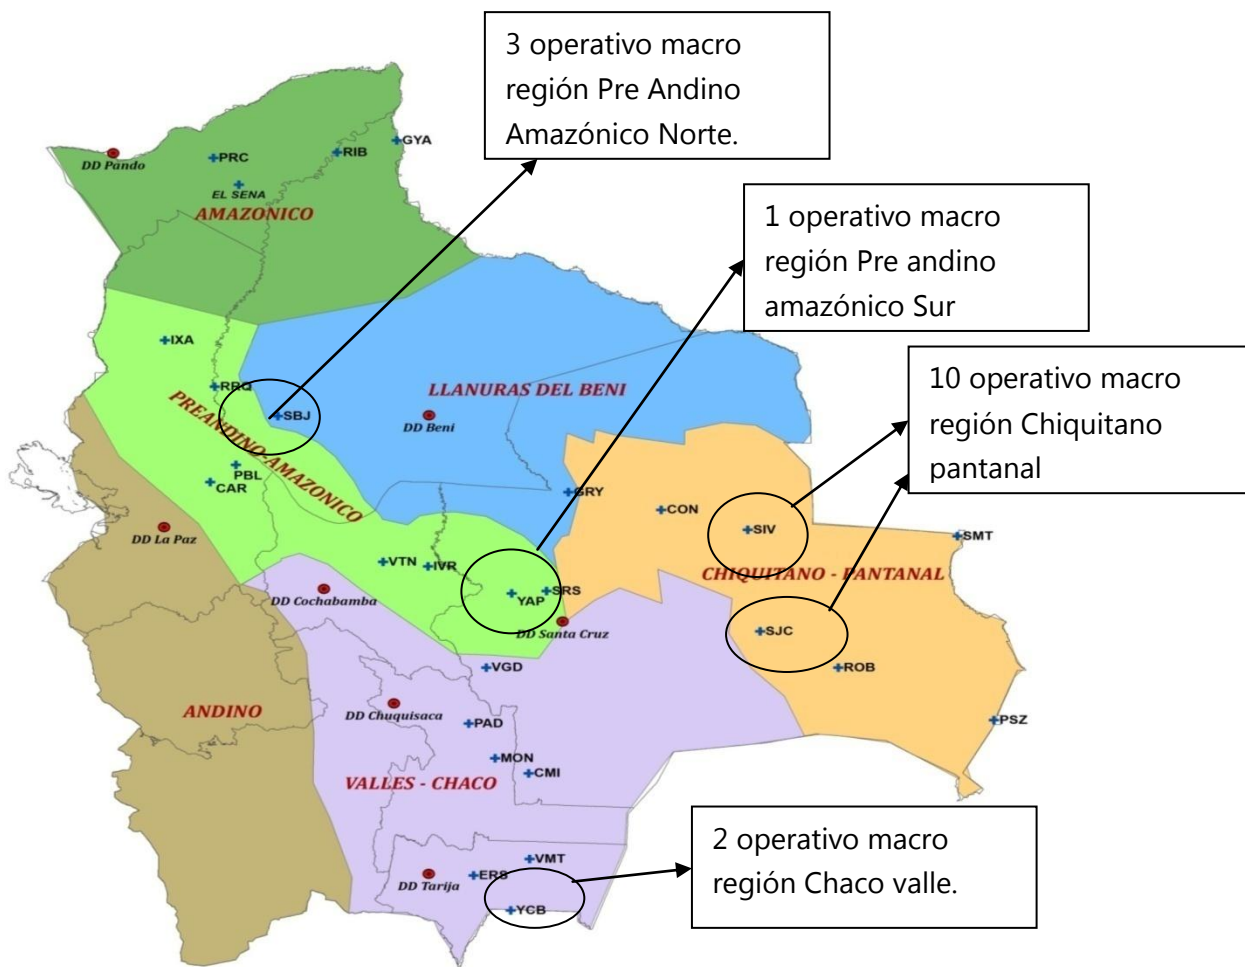 3 operativo macro
región Pre Andino
Amazónico Norte.
GYA
PRC
RIB
DD Pando
EL SENA
AMAZONICO
1 operativo macro
región Pre andino
amazónico Sur
IXA
RRQ
SBJ
LLANURAS DEL BENI
DD Beni
PREANDINO-AMAZONICO
10 operativo macro
región Chiquitano
pantanal
PBL
CAR
GRY
CON
SIV
SMT
DD La Paz
VTN
IVR
CHIQUITANO - PANTANAL
DD Cochabamba
YAP
SRS
DD Santa Cruz
SJC
VGD
ROB
ANDINO
DD Chuquisaca
PAD
PSZ
MON
CMI
VALLES - CHACO
2 operativo macro
región Chaco valle.
VMT
ERS
DD Tarija
YCB